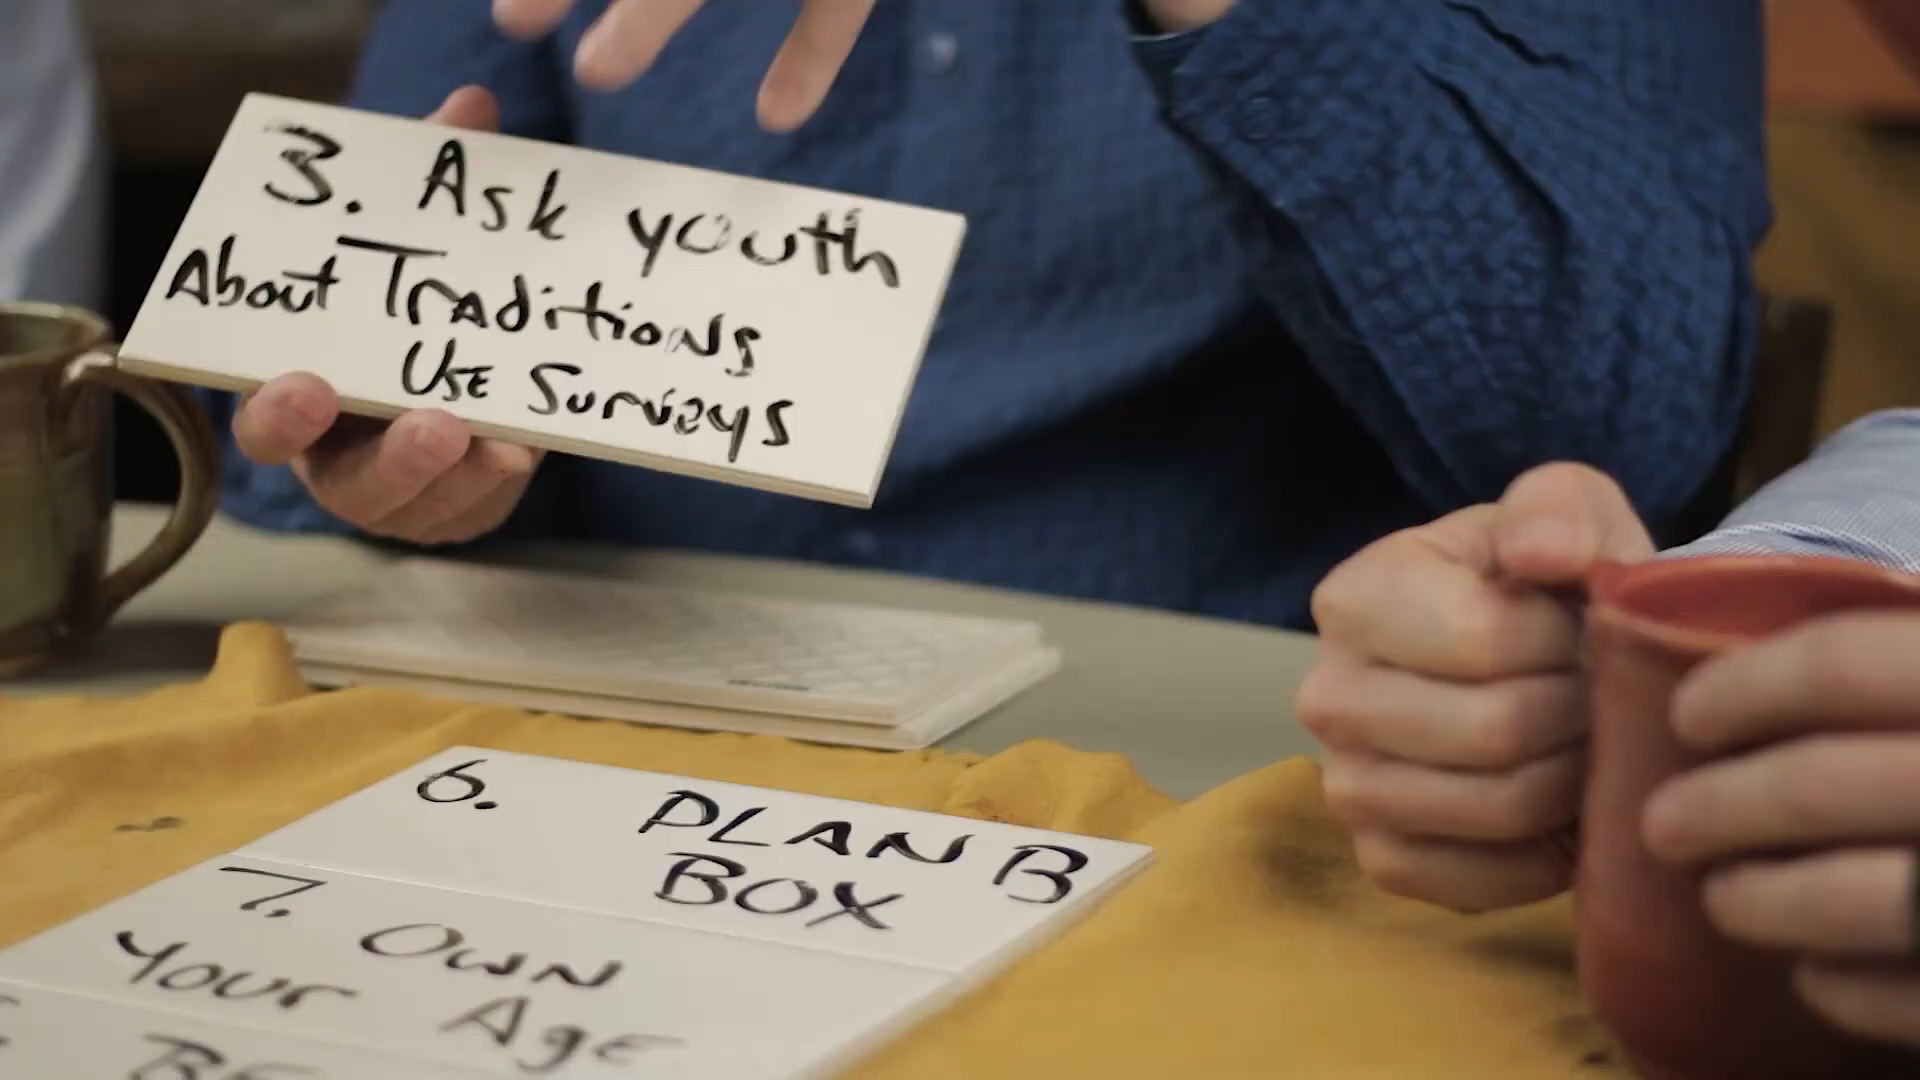 3. Ask youth
About Traditions
Use Surveys
6. PLAN B
BOX
7. OWN
your Age